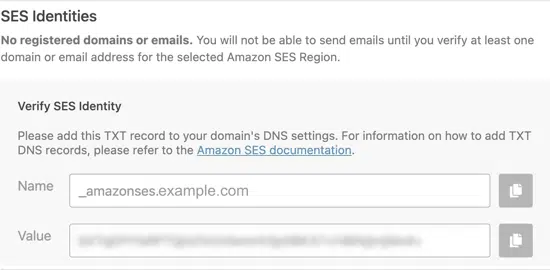 SES Identities
No registered domains or emails. You will not be able to send emails until you verify at least one
domain or email address for the selected Amazon SES Region.
Verify SES Identity
Please add this TXT record to your domain's DNS settings. For information on how to add TXT
DNS records, please refer to the Amazon SES documentation.
Name
_amazonses.example.com
Value